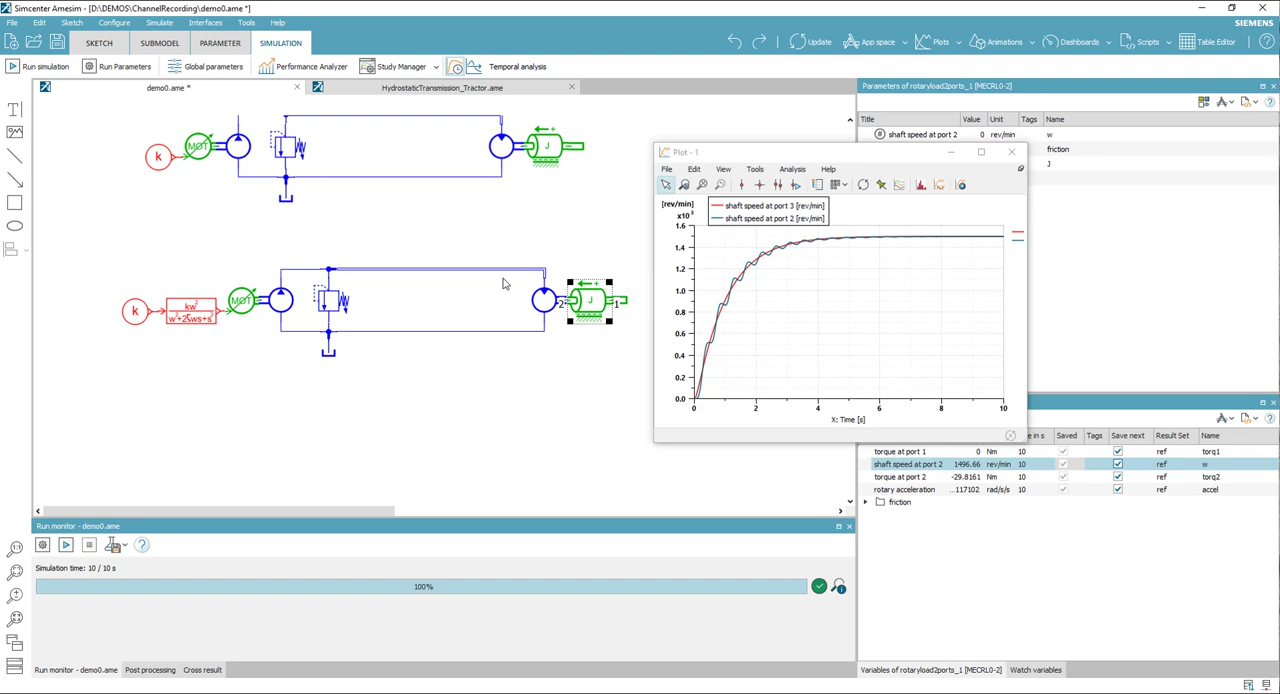 Simcenter Amesim - [D:\DEMOS\ChannelRecording\demo0.ame *]
File Edit Sketch Configure Simulate Interfaces Tools Help
SIEMENS
SKETCH SUBMODEL PARAMETER SIMULATION
Update App space Plots Animations Dashboards Scripts Table Editor
Run simulation Run Parameters Global parameters Performance Analyzer Study Manager Temporal analysis
demo0.ame *
HydrostaticTransmission_Tractor.ame
Parameters of rotaryload2ports_1 [MECRL0-2]
Title Value Unit Tags Name
shaft speed at port 2 0 rev/min w
friction
J
k
MOT
J
Plot - 1
File Edit View Tools Analysis Help
[rev/min]
x10³
shaft speed at port 3 [rev/min]
shaft speed at port 2 [rev/min]
1.6
1.4
1.2
1.0
0.8
0.6
0.4
0.2
0.0
0 2 4 6 8 10
X: Time [s]
k
kw²
w²+2ξws+s²
MOT
2
J
1
e in s Saved Tags Save next Result Set Name
torque at port 1 0 Nm 10 ref torq1
shaft speed at port 2 1496.66 rev/min 10 ref w
torque at port 2 -29.8161 Nm 10 ref torq2
rotary acceleration ...117102 rad/s/s 10 ref accel
friction
Run monitor - demo0.ame
Simulation time: 10 / 10 s
100%
Run monitor - demo0.ame Post processing Cross result
Variables of rotaryload2ports_1 [MECRL0-2] Watch variables